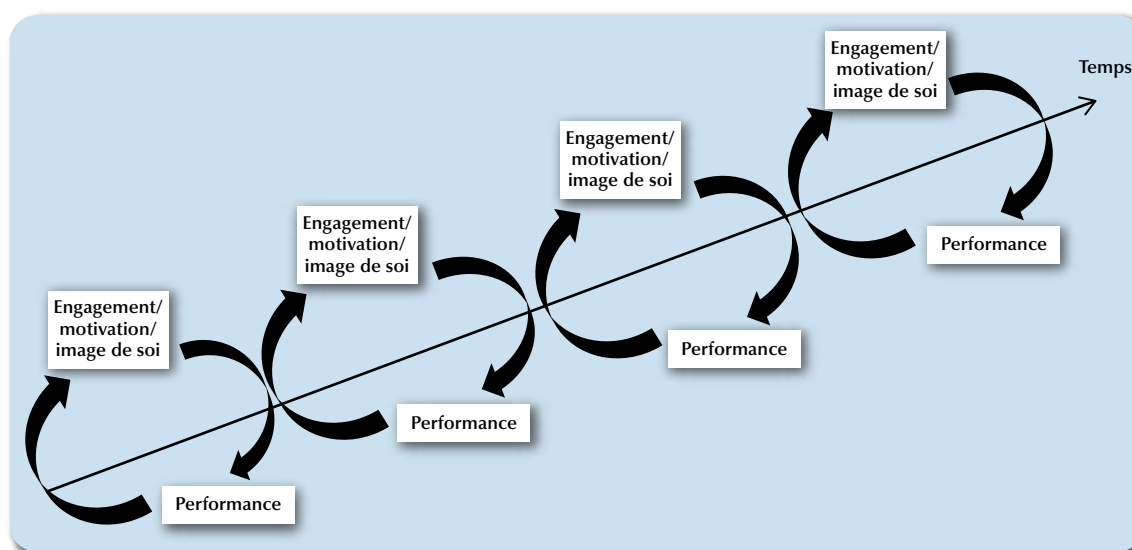 Engagement/
motivation/
image de soi
Temps
Engagement/
motivation/
image de soi
Engagement/
motivation/
image de soi
Performance
Engagement/
motivation/
image de soi
Performance
Performance
Performance